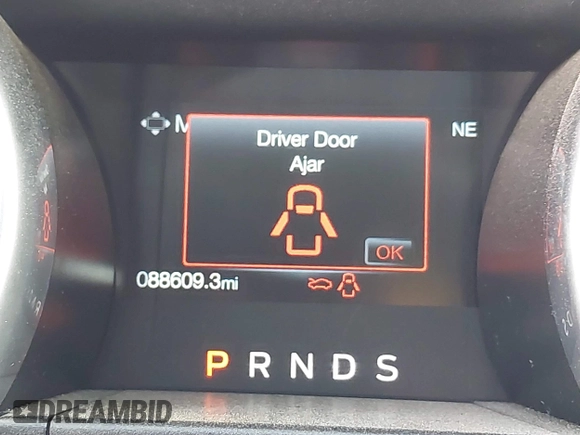 M
NE
Driver Door
Ajar
OK
088609.3mi
P R N D S
DREAMBID